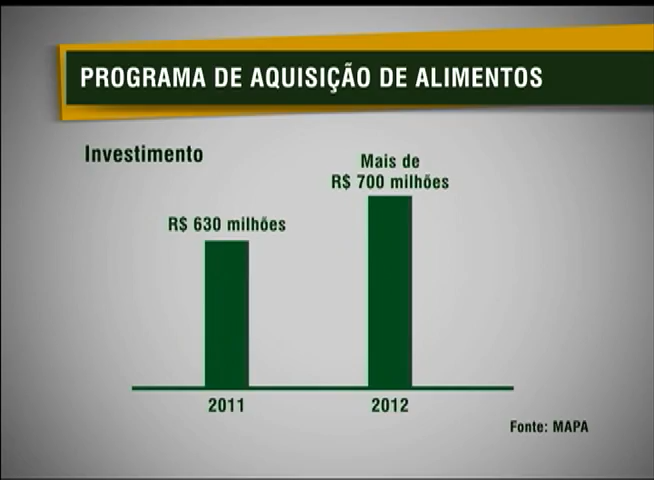 PROGRAMA DE AQUISIÇÃO DE ALIMENTOS
Investimento
Mais de
R$ 700 milhões
R$ 630 milhões
2011
2012
Fonte: MAPA